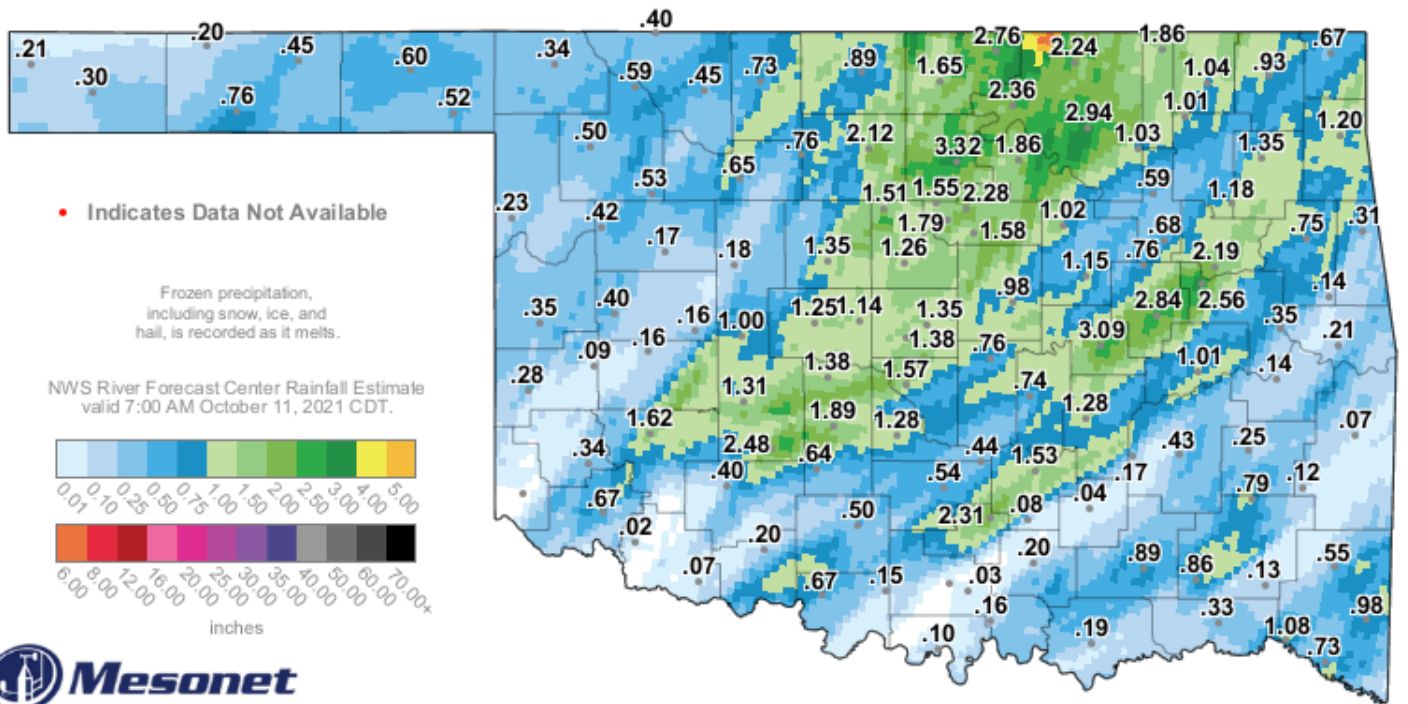 .40
.20 .45 .34 2.76 2.24 1.86 .67
.21 .60 .59 .45 .73 .89 1.65 1.04 .93
.30 .76 .52 2.36 2.94 1.01 1.20
.50 .76 2.12 3.32 1.86 1.03 1.35
.53 .65 1.51 1.55 2.28 .59 1.18
• Indicates Data Not Available
.23 .42 1.79 1.58 1.02 .68 .75 .31
.17 .18 1.35 1.26 1.15 .76 2.19
Frozen precipitation,
including snow, ice, and
hail, is recorded as it melts.
.35 .40 .16 1.00 1.25 1.14 1.35 .98 2.84 2.56 .35 .14
.09 .16 1.38 1.38 .76 3.09 1.01 .21
NWS River Forecast Center Rainfall Estimate
valid 7:00 AM October 11, 2021 CDT.
.28 1.31 1.57 .74 .14
1.62 1.89 1.28 1.28 .07
.34 2.48 .64 .44 1.53 .43 .25
.40 .54 .17 .12
0.01 0.10 0.25 0.50 0.75 1.00 1.50 2.00 2.50 3.00 4.00 5.00
.67 .50 2.31 .08 .04 .79
.02 .20 .20 .89 .86 .55
.07 .67 .15 .03 .13
6.00 8.00 12.00 16.00 20.00 25.00 30.00 35.00 40.00 50.00 60.00 70.00+
inches
.16 .33 .98
.10 .19 1.08 .73
Mesonet